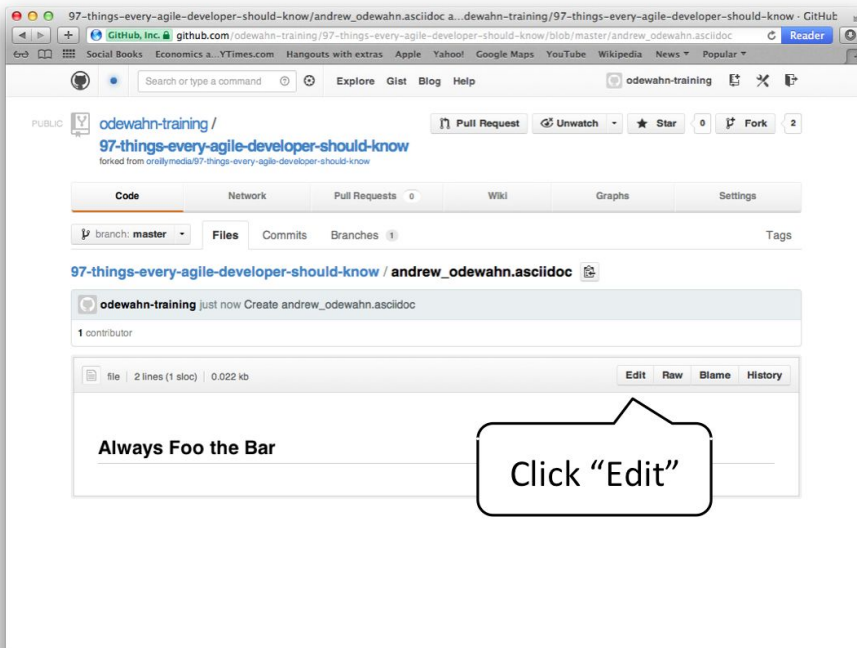 97-things-every-agile-developer-should-know/andrew_odewahn.asciidoc a...dewahn-training/97-things-every-agile-developer-should-know · GitHub
GitHub, Inc. github.com/odewahn-training/97-things-every-agile-developer-should-know/blob/master/andrew_odewahn.asciidoc Reader
Social Books Economics a...YTimes.com Hangouts with extras Apple Yahoo! Google Maps YouTube Wikipedia News Popular
Search or type a command Explore Gist Blog Help odewahn-training
PUBLIC odewahn-training / Pull Request Unwatch Star 0 Fork 2
97-things-every-agile-developer-should-know
forked from oreillymedia/97-things-every-agile-developer-should-know
Code Network Pull Requests 0 Wiki Graphs Settings
branch: master Files Commits Branches 1 Tags
97-things-every-agile-developer-should-know / andrew_odewahn.asciidoc
odewahn-training just now Create andrew_odewahn.asciidoc
1 contributor
file 2 lines (1 sloc) 0.022 kb Edit Raw Blame History
Always Foo the Bar
Click “Edit”